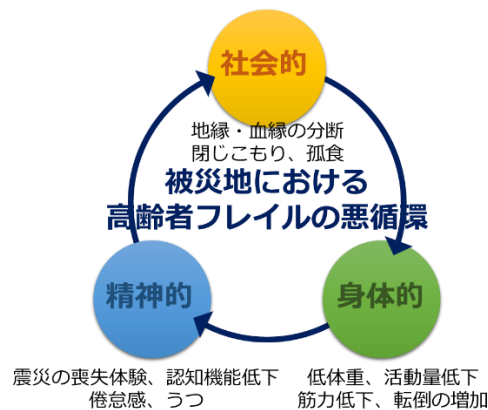 社会的
地縁・血縁の分断
閉じこもり、孤食
被災地における
高齢者フレイルの悪循環
精神的
身体的
震災の喪失体験、認知機能低下
倦怠感、うつ
低体重、活動量低下
筋力低下、転倒の増加